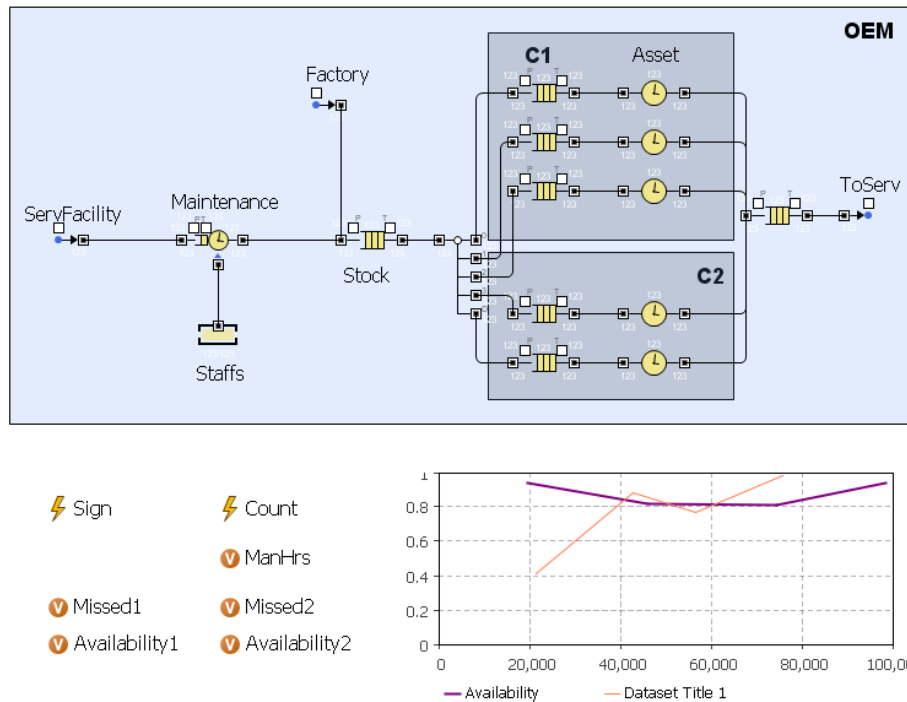 OEM
C1 Asset
Factory
ToServ
Maintenance
ServFacility
Stock
C2
Staffs
Sign Count
ManHrs
Missed1 Missed2
Availability1 Availability2
1
0.8
0.6
0.4
0.2
0
0 20,000 40,000 60,000 80,000 100,00
Availability Dataset Title 1